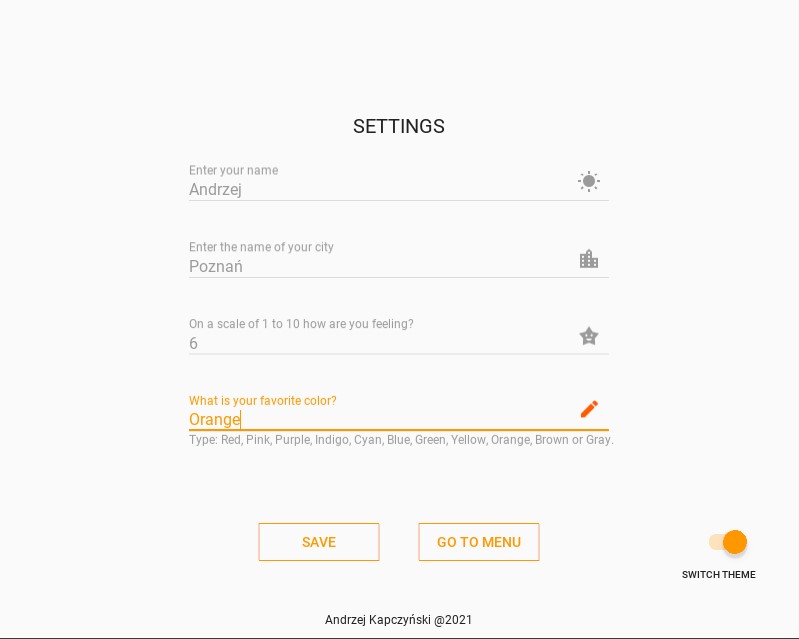 SETTINGS
Enter your name
Andrzej
Enter the name of your city
Poznań
On a scale of 1 to 10 how are you feeling?
6
What is your favorite color?
Orange
Type: Red, Pink, Purple, Indigo, Cyan, Blue, Green, Yellow, Orange, Brown or Gray.
SAVE
GO TO MENU
SWITCH THEME
Andrzej Kapczyński @2021